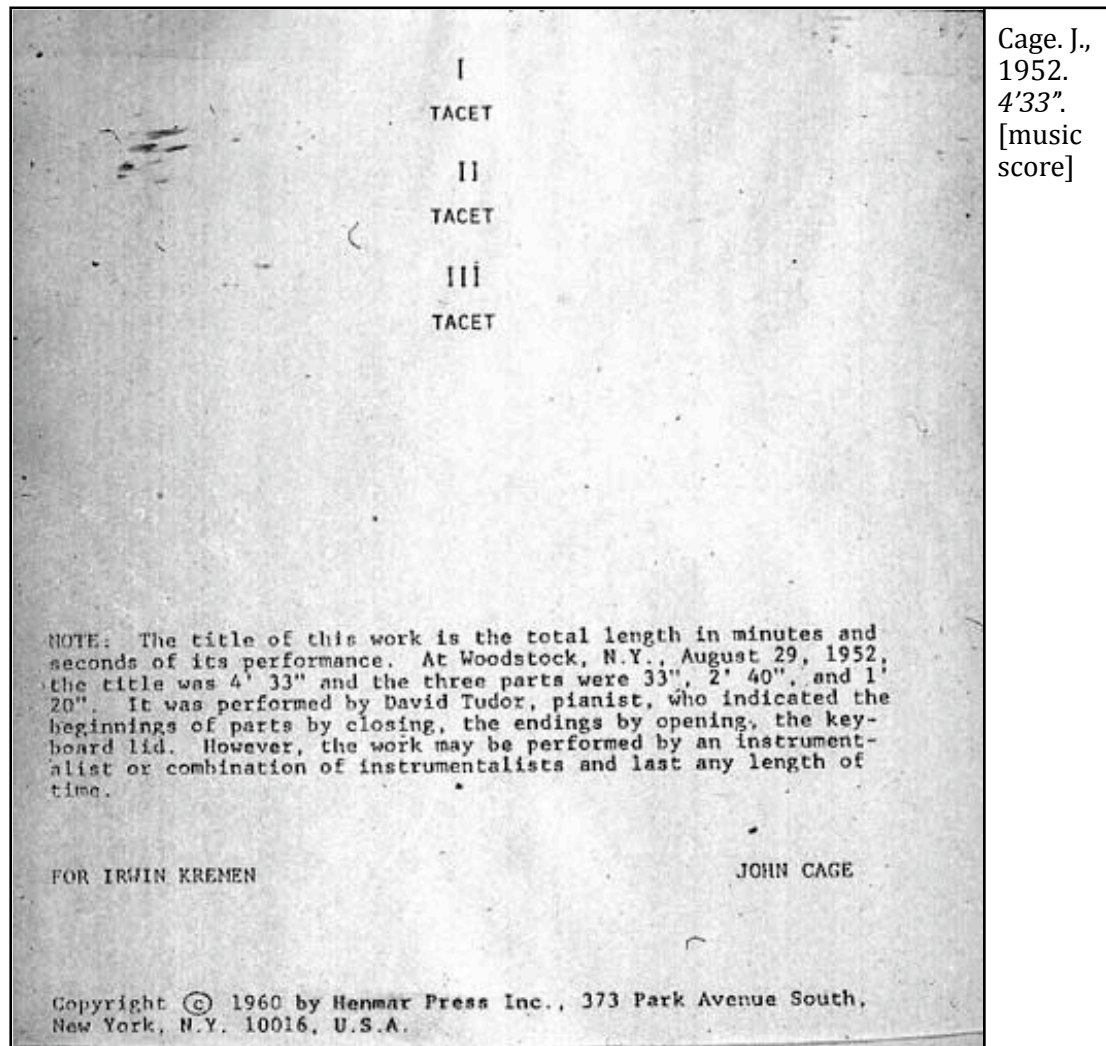 I
TACET
II
TACET
III
TACET
NOTE: The title of this work is the total length in minutes and
seconds of its performance. At Woodstock, N.Y., August 29, 1952,
the title was 4' 33" and the three parts were 33", 2' 40", and 1'
20". It was performed by David Tudor, pianist, who indicated the
beginnings of parts by closing, the endings by opening, the key-
board lid. However, the work may be performed by an instrument-
alist or combination of instrumentalists and last any length of
time.
FOR IRWIN KREMEN
JOHN CAGE
Copyright © 1960 by Henmar Press Inc., 373 Park Avenue South,
New York, N.Y. 10016, U.S.A.
Cage. J.,
1952.
4’33”.
[music
score]